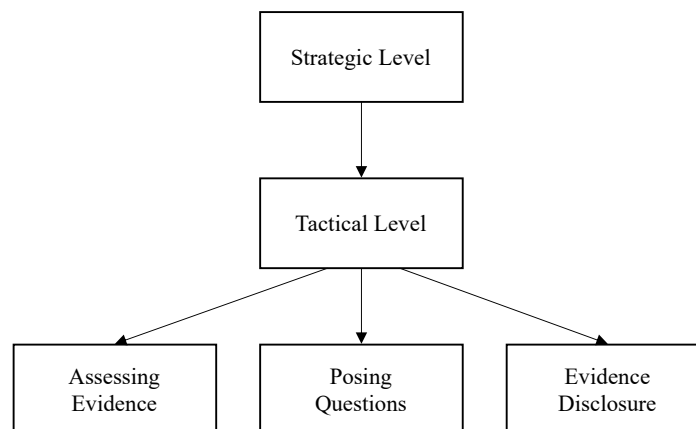 Strategic Level
Tactical Level
Assessing
Evidence
Posing
Questions
Evidence
Disclosure